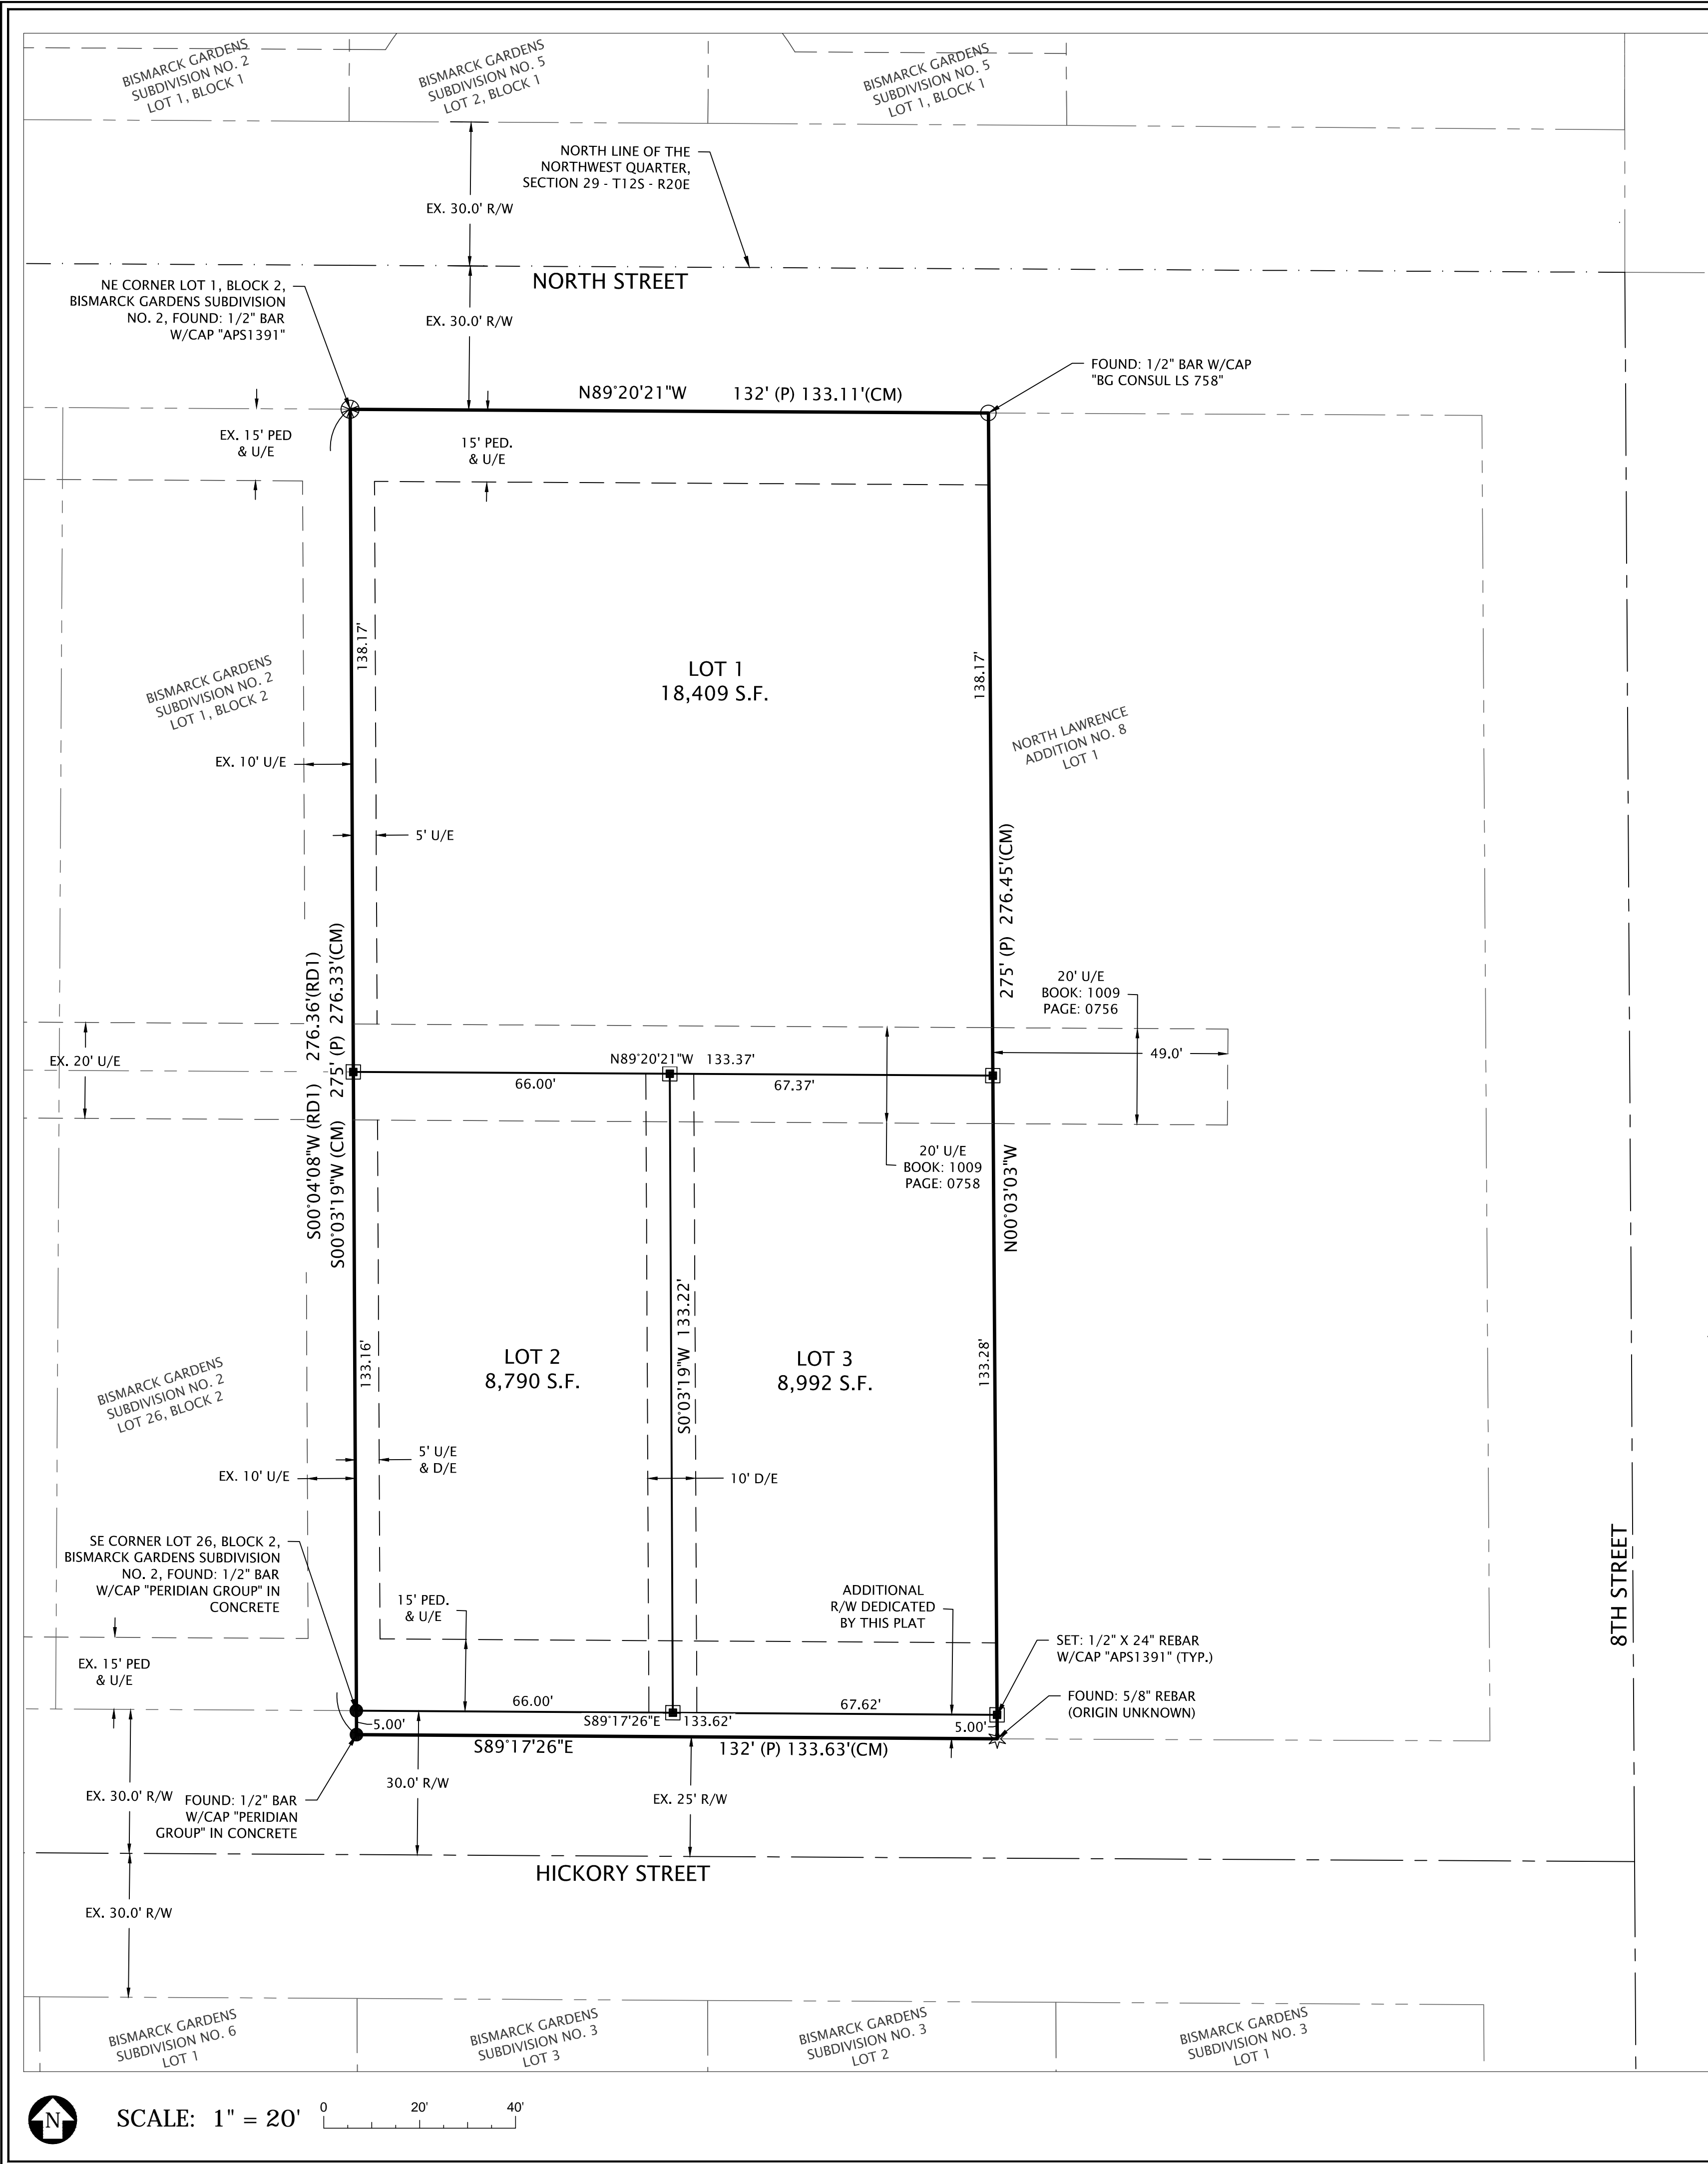 BISMARCK GARDENS
SUBDIVISION NO. 2
LOT 1, BLOCK 1
BISMARCK GARDENS
SUBDIVISION NO. 5
LOT 2, BLOCK 1
BISMARCK GARDENS
SUBDIVISION NO. 5
LOT 1, BLOCK 1
NORTH LINE OF THE
NORTHWEST QUARTER,
SECTION 29 - T12S - R20E
EX. 30.0' R/W
NORTH STREET
NE CORNER LOT 1, BLOCK 2,
BISMARCK GARDENS SUBDIVISION
NO. 2, FOUND: 1/2" BAR
W/CAP "APS1391"
EX. 30.0' R/W
FOUND: 1/2" BAR W/CAP
"BG CONSUL LS 758"
N89°20'21"W 132' (P) 133.11'(CM)
EX. 15' PED
& U/E
15' PED.
& U/E
138.17'
LOT 1
18,409 S.F.
138.17'
BISMARCK GARDENS
SUBDIVISION NO. 2
LOT 1, BLOCK 2
NORTH LAWRENCE
ADDITION NO. 8
LOT 1
EX. 10' U/E
5' U/E
S00°04'08"W (RD1) 276.36'(RD1)
S00°03'19"W (CM) 275' (P) 276.33'(CM)
275' (P) 276.45'(CM)
20' U/E
BOOK: 1009
PAGE: 0756
EX. 20' U/E
N89°20'21"W 133.37'
49.0'
66.00'
67.37'
20' U/E
BOOK: 1009
PAGE: 0758
N00°03'03"W
S0°03'19"W 133.22'
133.16'
LOT 2
8,790 S.F.
LOT 3
8,992 S.F.
133.28'
BISMARCK GARDENS
SUBDIVISION NO. 2
LOT 26, BLOCK 2
EX. 10' U/E
5' U/E
& D/E
10' D/E
SE CORNER LOT 26, BLOCK 2,
BISMARCK GARDENS SUBDIVISION
NO. 2, FOUND: 1/2" BAR
W/CAP "PERIDIAN GROUP" IN
CONCRETE
15' PED.
& U/E
ADDITIONAL
R/W DEDICATED
BY THIS PLAT
8TH STREET
EX. 15' PED
& U/E
SET: 1/2" X 24" REBAR
W/CAP "APS1391" (TYP.)
FOUND: 5/8" REBAR
(ORIGIN UNKNOWN)
66.00'
67.62'
5.00'
S89°17'26"E 133.62'
5.00'
S89°17'26"E 132' (P) 133.63'(CM)
30.0' R/W
EX. 25' R/W
EX. 30.0' R/W
FOUND: 1/2" BAR
W/CAP "PERIDIAN
GROUP" IN CONCRETE
HICKORY STREET
EX. 30.0' R/W
BISMARCK GARDENS
SUBDIVISION NO. 6
LOT 1
BISMARCK GARDENS
SUBDIVISION NO. 3
LOT 3
BISMARCK GARDENS
SUBDIVISION NO. 3
LOT 2
BISMARCK GARDENS
SUBDIVISION NO. 3
LOT 1
N
SCALE: 1" = 20'
0 20' 40'